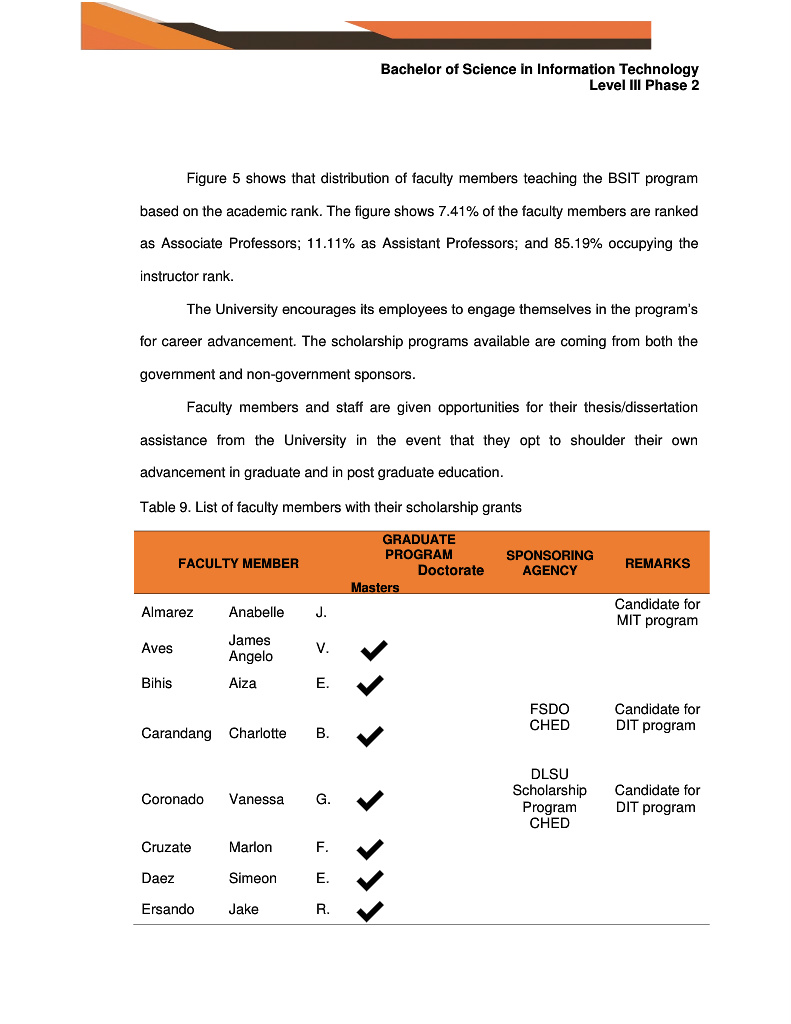 Bachelor of Science in Information Technology
Level III Phase 2
Figure 5 shows that distribution of faculty members teaching the BSIT program
based on the academic rank. The figure shows 7.41% of the faculty members are ranked
as Associate Professors; 11.11% as Assistant Professors; and 85.19% occupying the
instructor rank.
The University encourages its employees to engage themselves in the program's
for career advancement. The scholarship programs available are coming from both the
government and non-government sponsors.
Faculty members and staff are given opportunities for their thesis/dissertation
assistance from the University in the event that they opt to shoulder their own
advancement in graduate and in post graduate education.
Table 9. List of faculty members with their scholarship grants
FACULTY MEMBER
GRADUATE
PROGRAM
Masters
Doctorate
SPONSORING
AGENCY
REMARKS
Almarez Anabelle J.
Candidate for
MIT program
Aves James
Angelo V. ✔
Bihis Aiza E. ✔
Carandang Charlotte B. ✔
FSDO
CHED
Candidate for
DIT program
Coronado Vanessa G. ✔
DLSU
Scholarship
Program
CHED
Candidate for
DIT program
Cruzate Marlon F. ✔
Daez Simeon E. ✔
Ersando Jake R. ✔